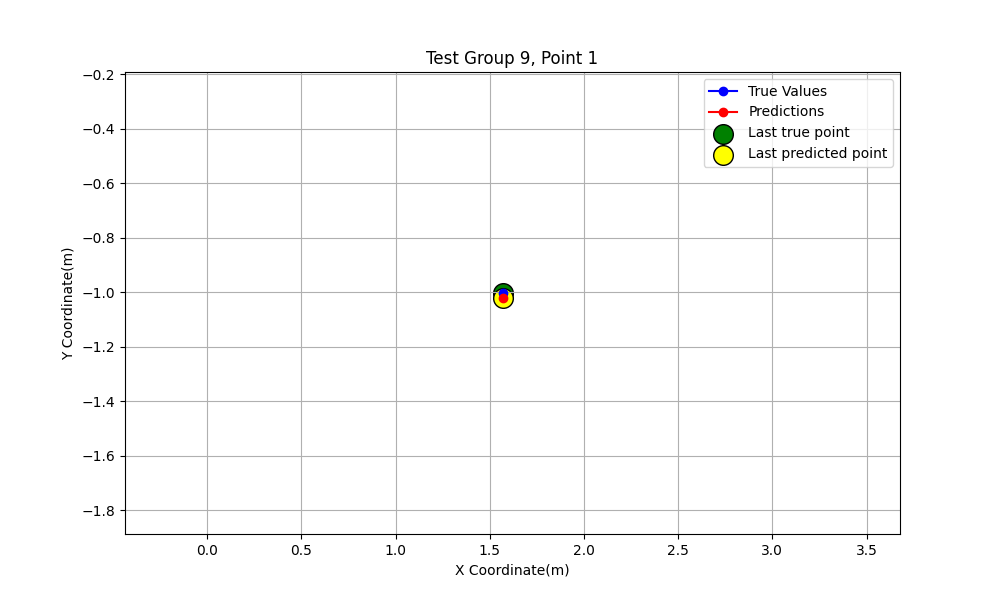 Test Group 9, Point 1
True Values
Predictions
Last true point
Last predicted point
Y Coordinate(m)
−0.2
−0.4
−0.6
−0.8
−1.0
−1.2
−1.4
−1.6
−1.8
0.0 0.5 1.0 1.5 2.0 2.5 3.0 3.5
X Coordinate(m)